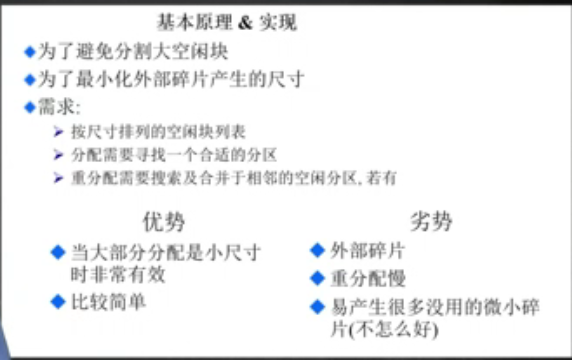 基本原理 & 实现
为了避免分割大空闲块
为了最小化外部碎片产生的尺寸
需求:
按尺寸排列的空闲块列表
分配需要寻找一个合适的分区
重分配需要搜索及合并于相邻的空闲分区, 若有
优势
当大部分分配是小尺寸
时非常有效
比较简单
劣势
外部碎片
重分配慢
易产生很多没用的微小碎
片(不怎么好)